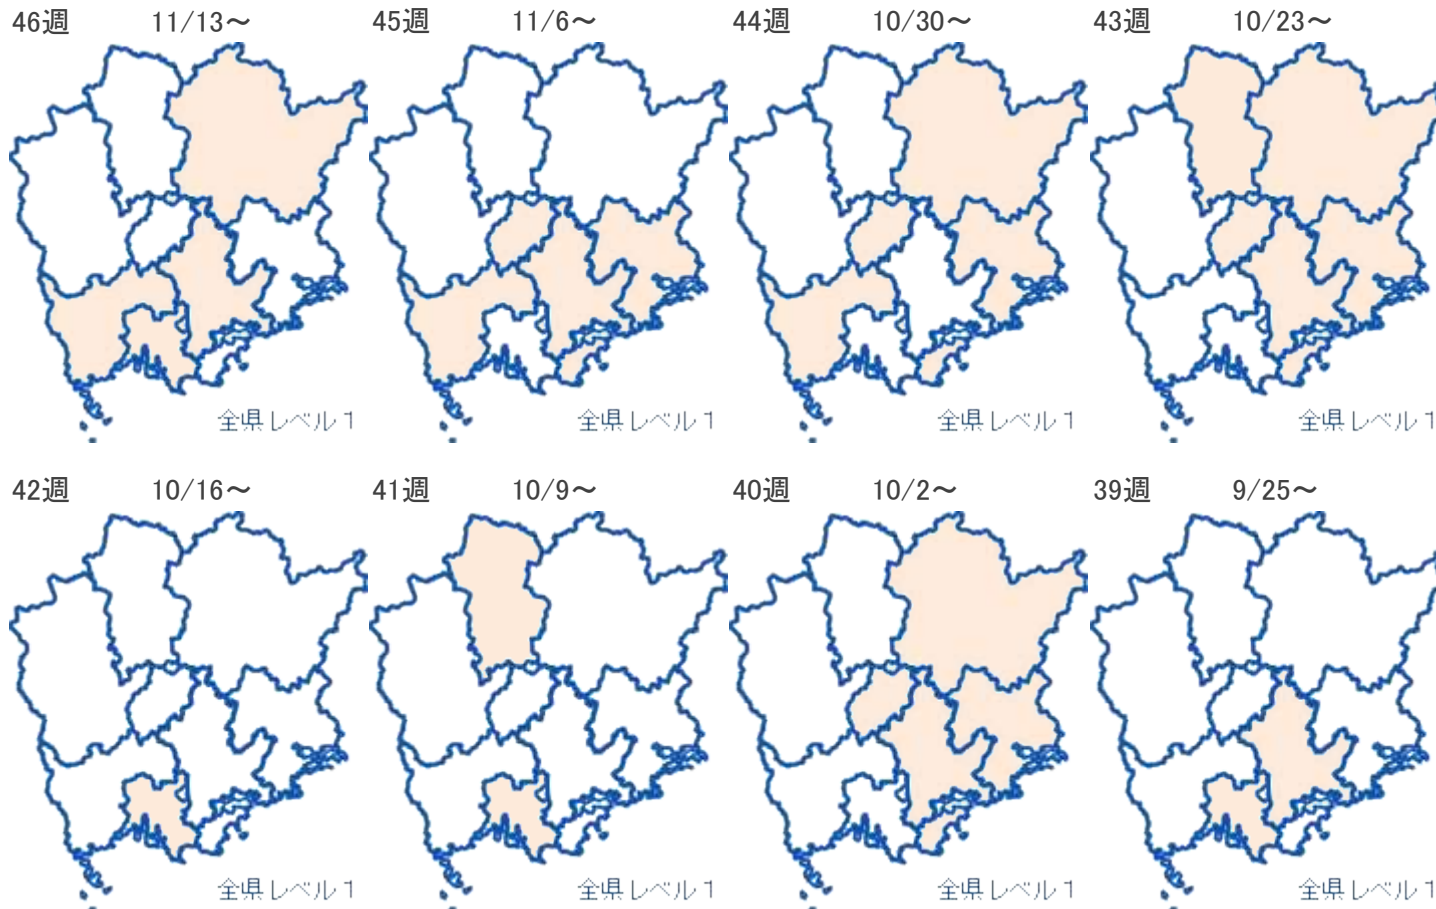 46週 11/13～ 45週 11/6～ 44週 10/30～ 43週 10/23～
全県レベル１ 全県レベル１ 全県レベル１ 全県レベル１
42週 10/16～ 41週 10/9～ 40週 10/2～ 39週 9/25～
全県レベル１ 全県レベル１ 全県レベル１ 全県レベル１